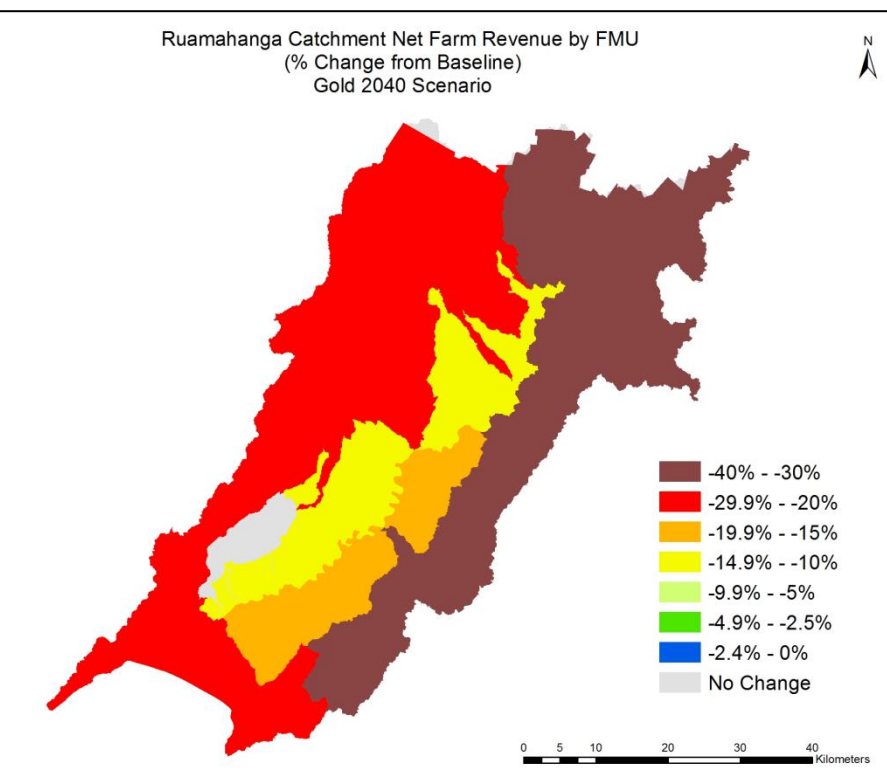 Ruamahanga Catchment Net Farm Revenue by FMU
(% Change from Baseline)
Gold 2040 Scenario
N
-40% - -30%
-29.9% - -20%
-19.9% - -15%
-14.9% - -10%
-9.9% - -5%
-4.9% - -2.5%
-2.4% - 0%
No Change
0 5 10 20 30 40
Kilometers